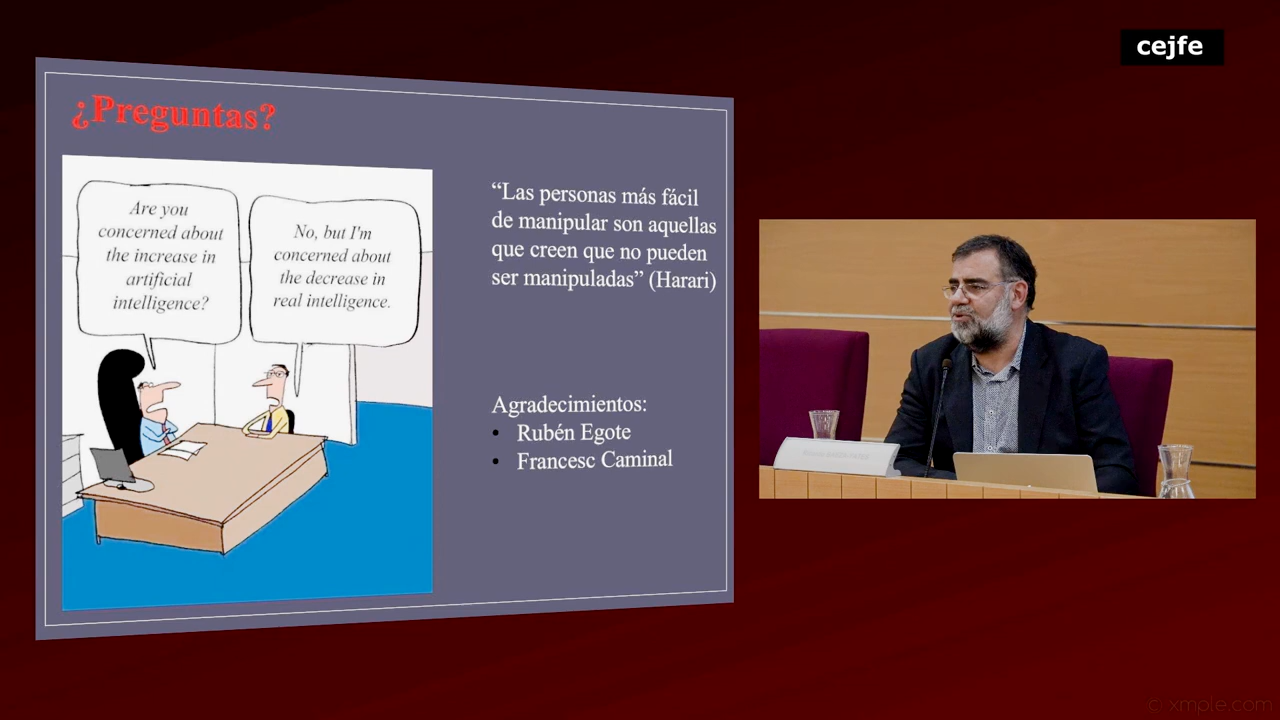 cejfe
¿Preguntas?
Are you
concerned about
the increase in
artificial
intelligence?
No, but I'm
concerned about
the decrease in
real intelligence.
“Las personas más fácil
de manipular son aquellas
que creen que no pueden
ser manipuladas” (Harari)
Agradecimientos:
• Rubén Egote
• Francesc Caminal
© xmple.com